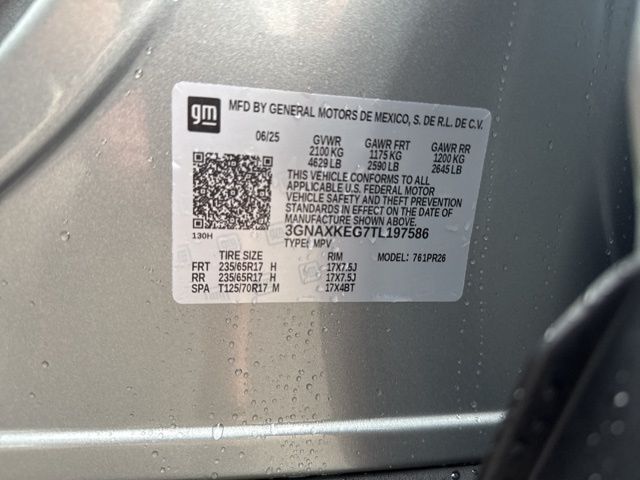 gm MFD BY GENERAL MOTORS DE MEXICO, S. DE R.L. DE C.V.
06/25 GVWR GAWR FRT GAWR RR
2100 KG 1175 KG 1200 KG
4629 LB 2590 LB 2645 LB
THIS VEHICLE CONFORMS TO ALL
APPLICABLE U.S. FEDERAL MOTOR
VEHICLE SAFETY AND THEFT PREVENTION
STANDARDS IN EFFECT ON THE DATE OF
MANUFACTURE SHOWN ABOVE.
130H 3GNAXKEG7TL197586
TYPE: MPV MODEL: 761PR26
TIRE SIZE RIM
FRT 235/65R17 H 17X7.5J
RR 235/65R17 H 17X7.5J
SPA T125/70R17 M 17X4BT